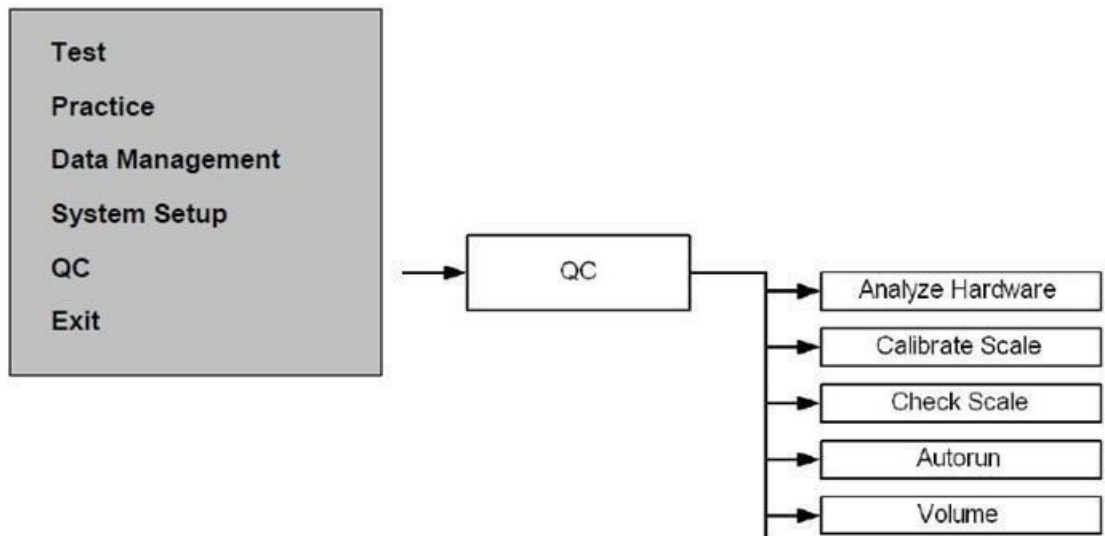 Test
Practice
Data Management
System Setup
QC
Exit
QC
Analyze Hardware
Calibrate Scale
Check Scale
Autorun
Volume